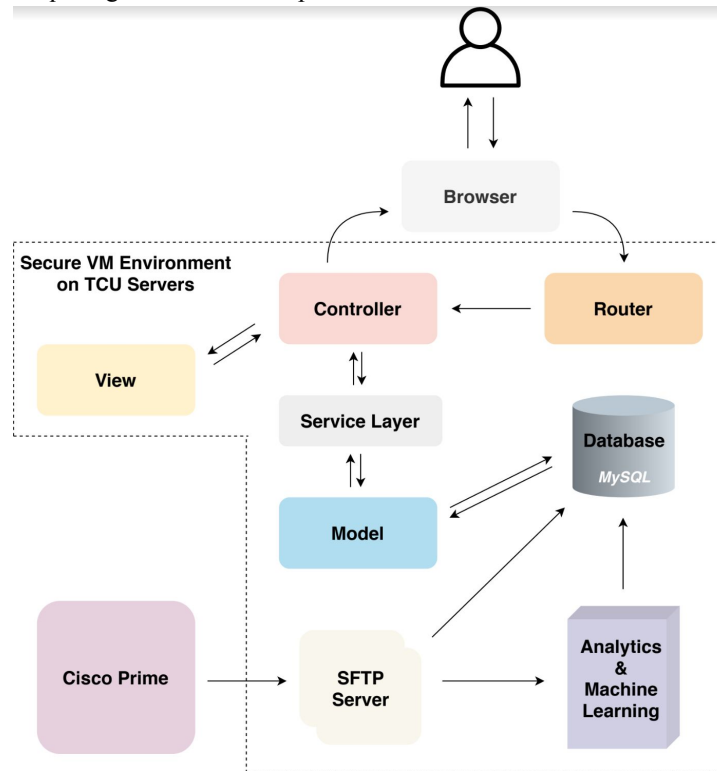 Browser
Secure VM Environment
on TCU Servers
Controller
Router
View
Service Layer
Database
MySQL
Model
Cisco Prime
SFTP
Server
Analytics
&
Machine
Learning